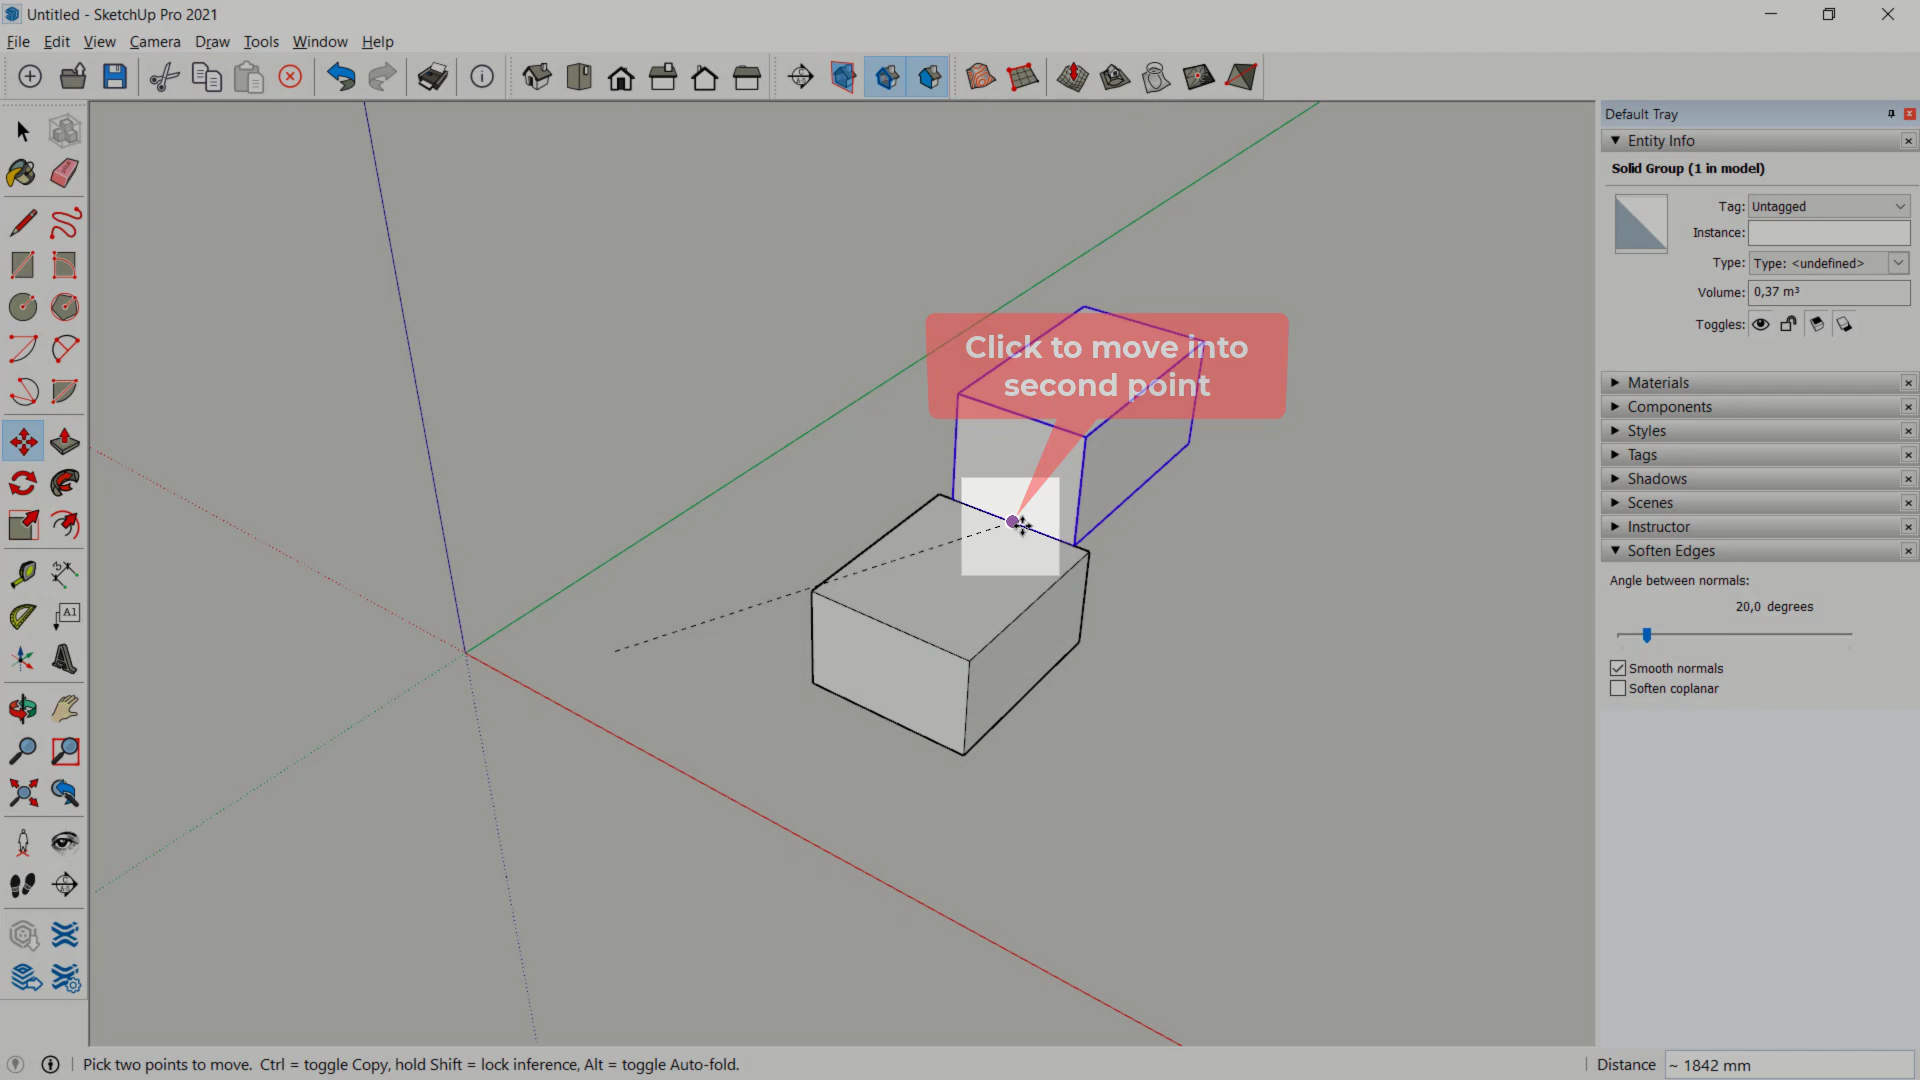 Untitled - SketchUp Pro 2021
File Edit View Camera Draw Tools Window Help
Default Tray
Entity Info
Solid Group (1 in model)
Tag: Untagged
Instance:
Type: Type: <undefined>
Volume: 0,37 m³
Toggles:
Materials
Components
Styles
Tags
Shadows
Scenes
Instructor
Soften Edges
Angle between normals:
20,0 degrees
Smooth normals
Soften coplanar
Click to move into
second point
A1
Pick two points to move. Ctrl = toggle Copy, hold Shift = lock inference, Alt = toggle Auto-fold.
Distance ~ 1842 mm